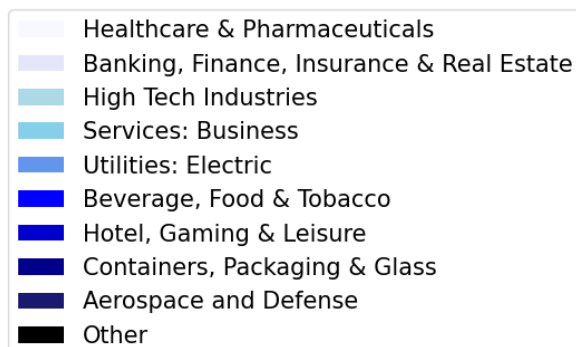 Healthcare & Pharmaceuticals
Banking, Finance, Insurance & Real Estate
High Tech Industries
Services: Business
Utilities: Electric
Beverage, Food & Tobacco
Hotel, Gaming & Leisure
Containers, Packaging & Glass
Aerospace and Defense
Other